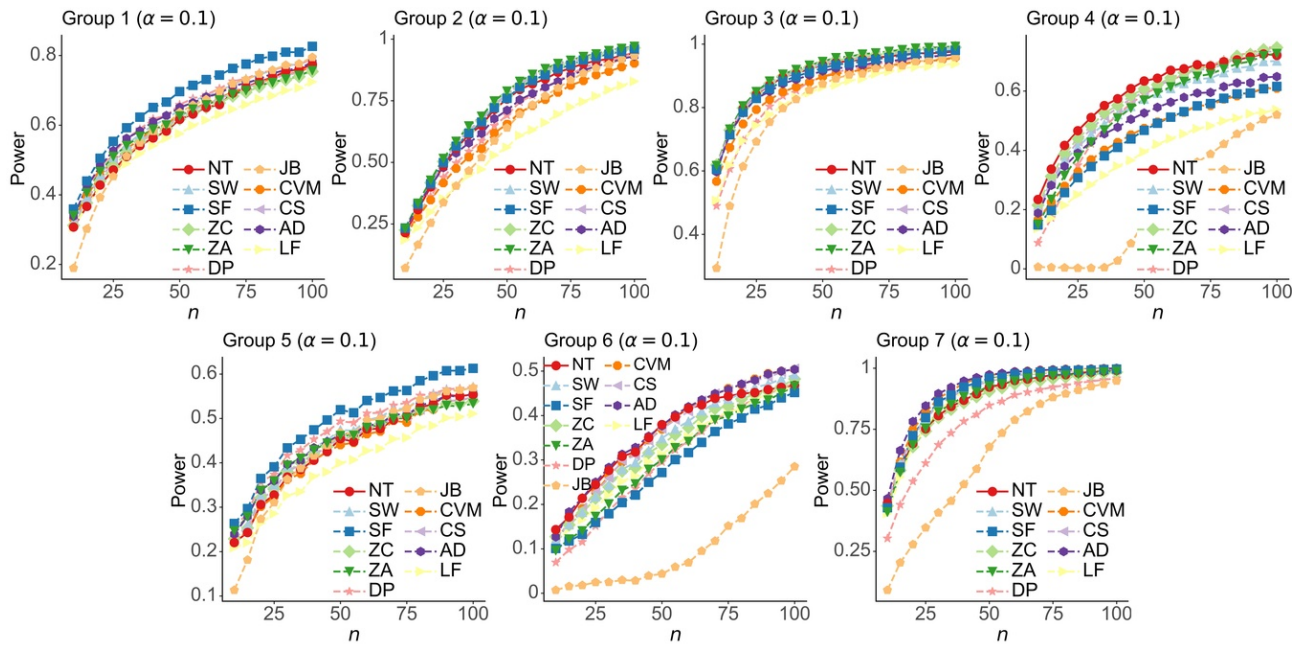 Group 1 (α = 0.1)
Power
0.8
0.6
0.4
0.2
NT
SW
SF
ZC
ZA
DP
JB
CVM
CS
AD
LF
25
50
75
100
n
Group 2 (α = 0.1)
Power
1
0.75
0.50
0.25
NT
SW
SF
ZC
ZA
DP
JB
CVM
CS
AD
LF
25
50
75
100
n
Group 3 (α = 0.1)
Power
1
0.8
0.6
0.4
NT
SW
SF
ZC
ZA
DP
JB
CVM
CS
AD
LF
25
50
75
100
n
Group 4 (α = 0.1)
Power
0.6
0.4
0.2
0
NT
SW
SF
ZC
ZA
DP
JB
CVM
CS
AD
LF
25
50
75
100
n
Group 5 (α = 0.1)
Power
0.6
0.5
0.4
0.3
0.2
0.1
NT
SW
SF
ZC
ZA
DP
JB
CVM
CS
AD
LF
25
50
75
100
n
Group 6 (α = 0.1)
Power
0.5
0.4
0.3
0.2
0.1
0
NT
SW
SF
ZC
ZA
DP
JB
CVM
CS
AD
LF
25
50
75
100
n
Group 7 (α = 0.1)
Power
1
0.75
0.50
0.25
NT
SW
SF
ZC
ZA
DP
JB
CVM
CS
AD
LF
25
50
75
100
n